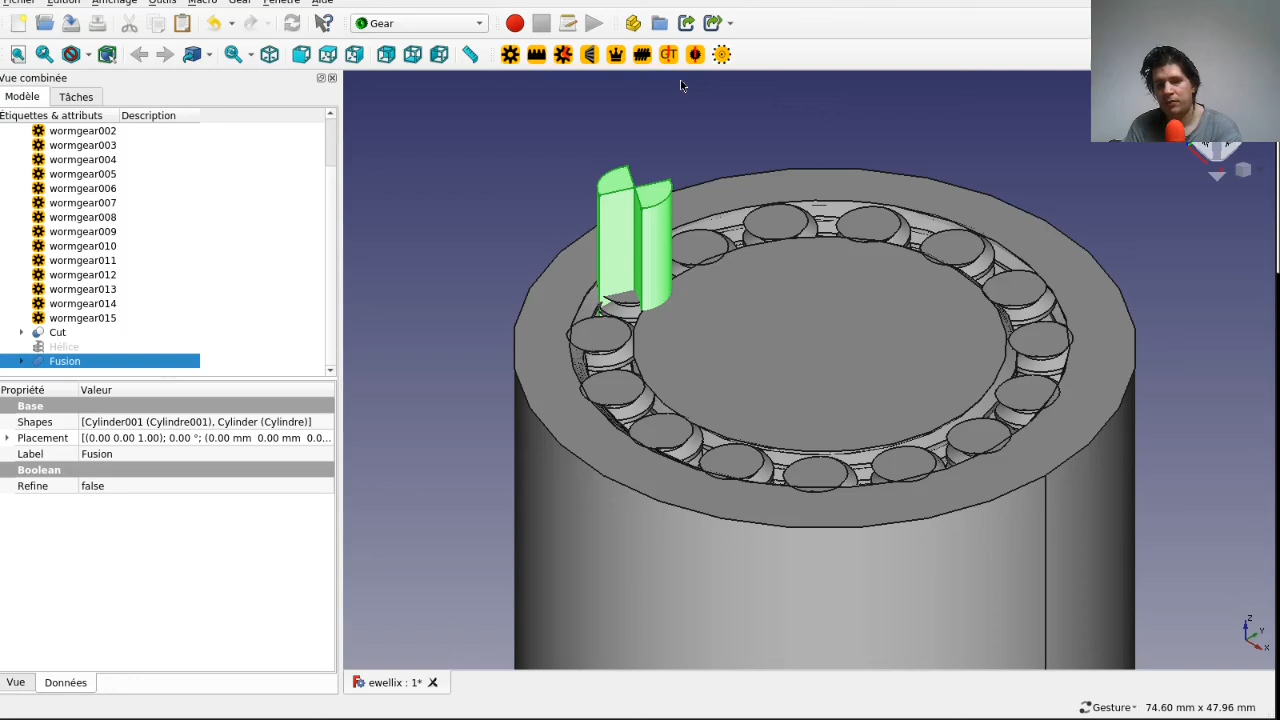 Fichier Édition Affichage Outils Macro Gear Fenêtre Aide
Gear
Vue combinée
Modèle Tâches
Étiquettes & attributs Description
wormgear002
wormgear003
wormgear004
wormgear005
wormgear006
wormgear007
wormgear008
wormgear009
wormgear010
wormgear011
wormgear012
wormgear013
wormgear014
wormgear015
Cut
Hélice
Fusion
Propriété Valeur
Base
Shapes [Cylinder001 (Cylindre001), Cylinder (Cylindre)]
Placement [(0.00 0.00 1.00); 0.00 °; (0.00 mm 0.00 mm 0.0...
Label Fusion
Boolean
Refine false
Vue Données
ewellix : 1*
Z
Y
X
Gesture 74.60 mm x 47.96 mm